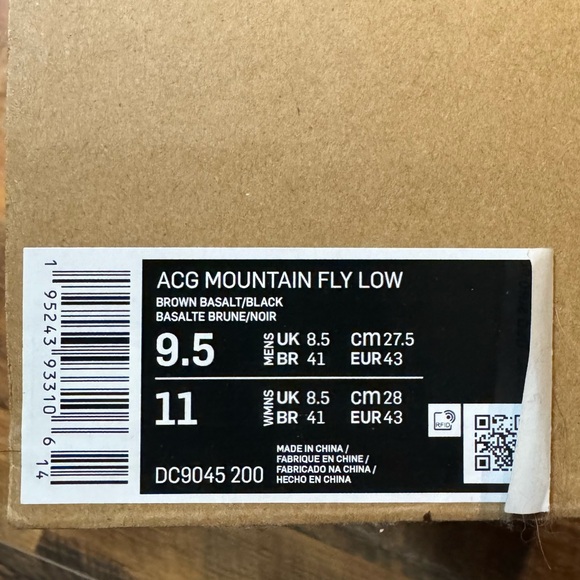 ACG MOUNTAIN FLY LOW
BROWN BASALT/BLACK
BASALTE BRUNE/NOIR
9.5 MENS UK 8.5 cm 27.5
BR 41 EUR 43
11 WMNS UK 8.5 cm 28
BR 41 EUR 43
RFID
MADE IN CHINA /
FABRIQUE EN CHINE /
FABRICADO NA CHINA /
HECHO EN CHINA
DC9045 200
1 95243 93310 6 14